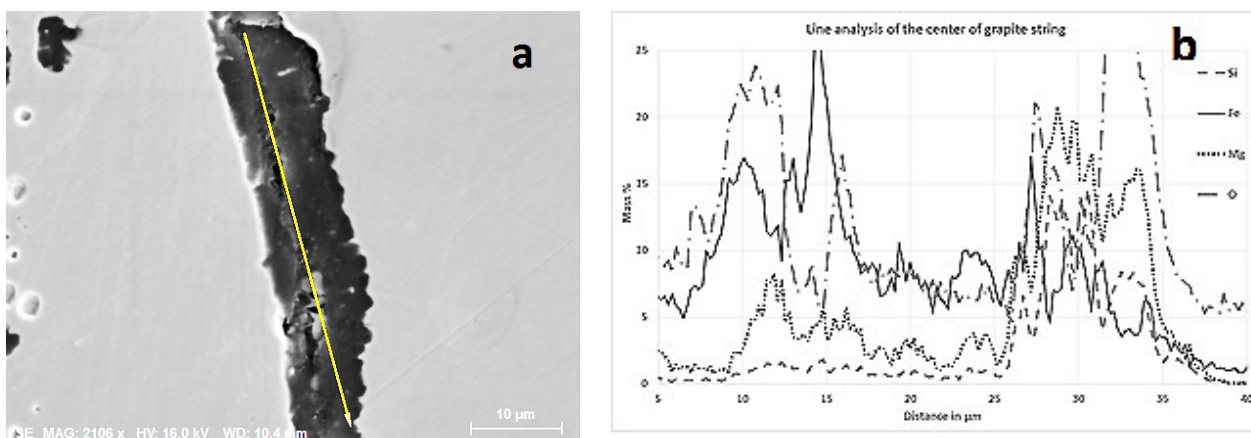 a
SE MAG: 2106 x HV: 16.0 kV WD: 10.4 mm
10 µm
b
Line analysis of the center of grapite string
Mass %
25
20
15
10
5
0
Si
Fe
Mg
O
5 10 15 20 25 30 35 40
Distance in µm